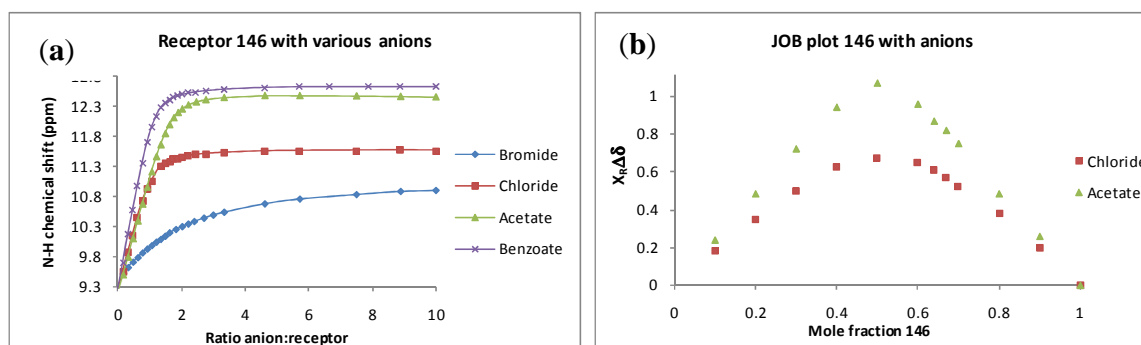 (a)
Receptor 146 with various anions
N-H chemical shift (ppm)
12.3
11.8
11.3
10.8
10.3
9.8
9.3
0 2 4 6 8 10
Ratio anion:receptor
Bromide
Chloride
Acetate
Benzoate
(b)
JOB plot 146 with anions
XRΔδ
1
0.8
0.6
0.4
0.2
0
0 0.2 0.4 0.6 0.8 1
Mole fraction 146
Chloride
Acetate